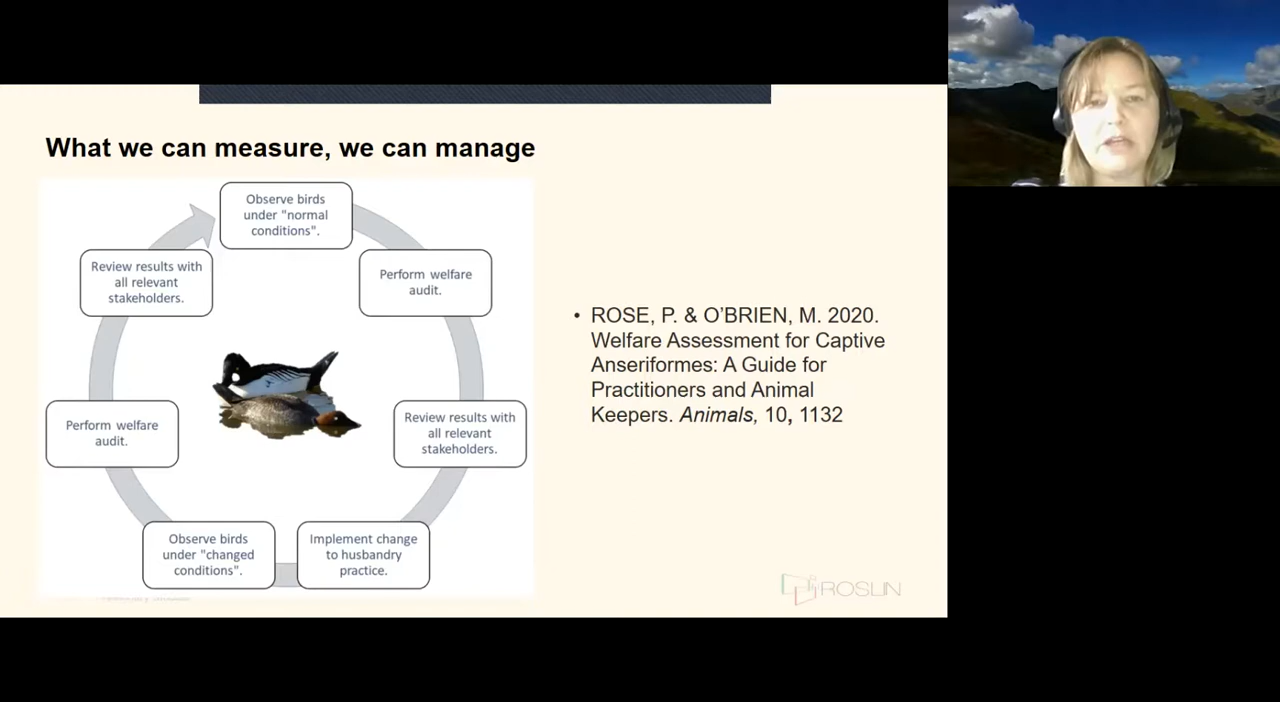 What we can measure, we can manage
Observe birds
under "normal
conditions".
Perform welfare
audit.
Review results with
all relevant
stakeholders.
Implement change
to husbandry
practice.
Observe birds
under "changed
conditions".
Perform welfare
audit.
Review results with
all relevant
stakeholders.
• ROSE, P. & O’BRIEN, M. 2020.
Welfare Assessment for Captive
Anseriformes: A Guide for
Practitioners and Animal
Keepers. Animals, 10, 1132
ROSLIN